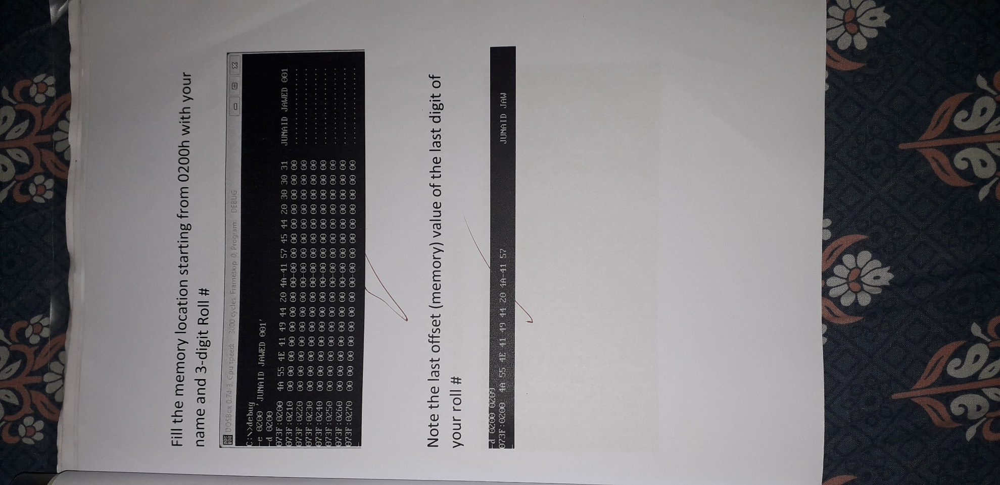 Fill the memory location starting from 0200h with your
name and 3-digit Roll #
DOSBox 0.74-3, Cpu speed: 3000 cycles, Frameskip 0, Program: DEBUG
C:\>debug
-e 0200 'JUNAID JAWED 001'
-d 0200
073F:0200 4A 55 4E 41 49 44 20 4A-41 57 45 44 20 30 30 31 JUNAID JAWED 001
073F:0210 00 00 00 00 00 00 00 00-00 00 00 00 00 00 00 00 ................
073F:0220 00 00 00 00 00 00 00 00-00 00 00 00 00 00 00 00 ................
073F:0230 00 00 00 00 00 00 00 00-00 00 00 00 00 00 00 00 ................
073F:0240 00 00 00 00 00 00 00 00-00 00 00 00 00 00 00 00 ................
073F:0250 00 00 00 00 00 00 00 00-00 00 00 00 00 00 00 00 ................
073F:0260 00 00 00 00 00 00 00 00-00 00 00 00 00 00 00 00 ................
073F:0270 00 00 00 00 00 00 00 00-00 00 00 00 00 00 00 00 ................
Note the last offset (memory) value of the last digit of
your roll #
-d 0200 0209
073F:0200 4A 55 4E 41 49 44 20 4A-41 57 JUNAID JAW